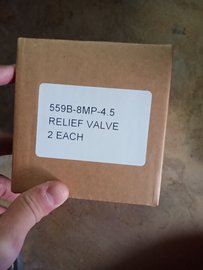 559B-8MP-4.5
RELIEF VALVE
2 EACH